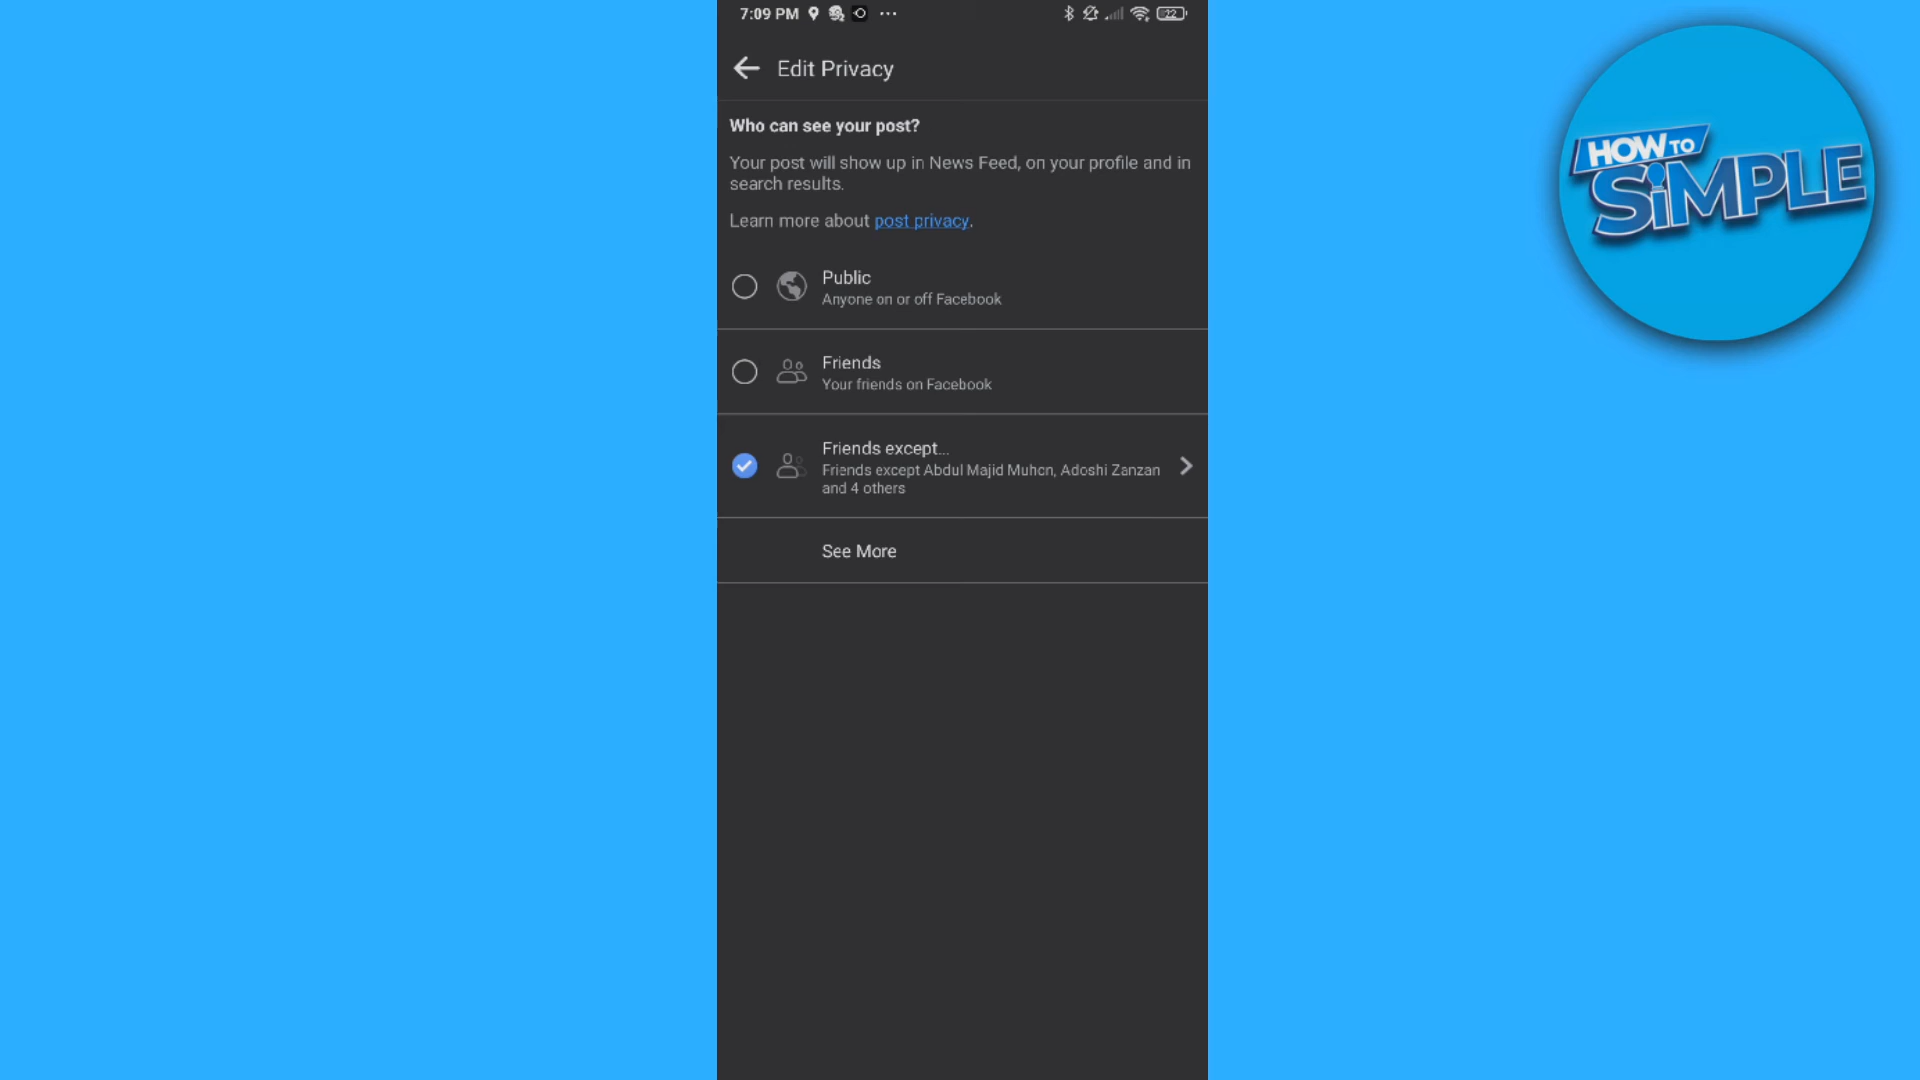 7:09 PM
22
Edit Privacy
Who can see your post?
Your post will show up in News Feed, on your profile and in
search results.
Learn more about post privacy.
Public
Anyone on or off Facebook
Friends
Your friends on Facebook
Friends except...
Friends except Abdul Majid Muhcn, Adoshi Zanzan
and 4 others
See More
HOW TO
SiMPLE